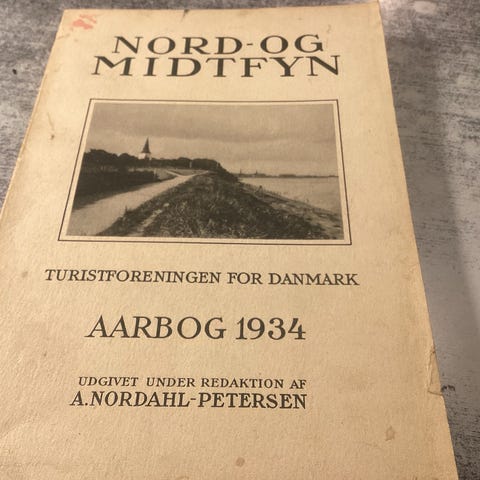 NORD-OG
MIDTFYN
TURISTFORENINGEN FOR DANMARK
AARBOG 1934
UDGIVET UNDER REDAKTION AF
A. NORDAHL-PETERSEN